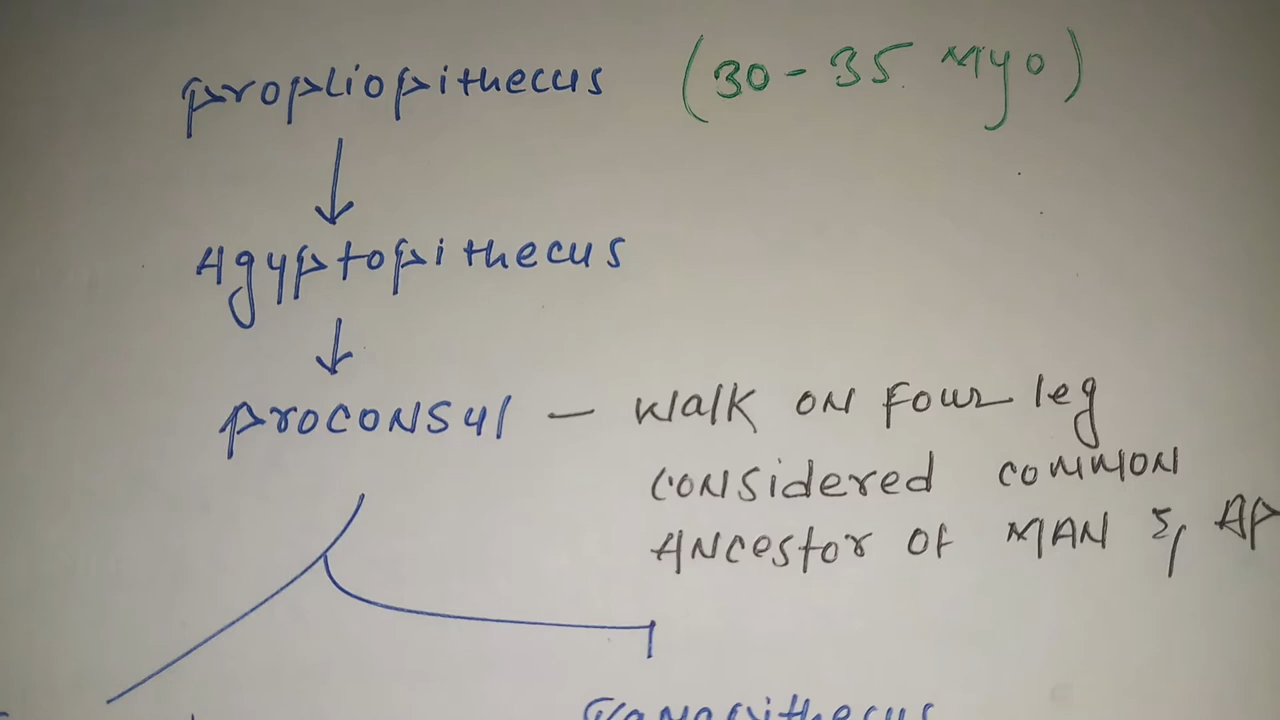 propliopithecus (30-35 Myo)
Agyptopithecus
proconsul — walk on four leg
considered common
Ancestor of MAN &